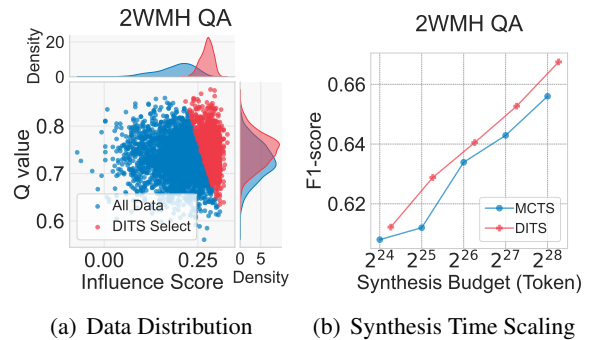 2WMH QA
Density
20
0
Q value
0.8
0.7
0.6
All Data
DITS Select
0.00
0.25
Influence Score
0 5
Density
(a) Data Distribution
2WMH QA
F1-score
0.66
0.64
0.62
MCTS
DITS
2^24 2^25 2^26 2^27 2^28
Synthesis Budget (Token)
(b) Synthesis Time Scaling